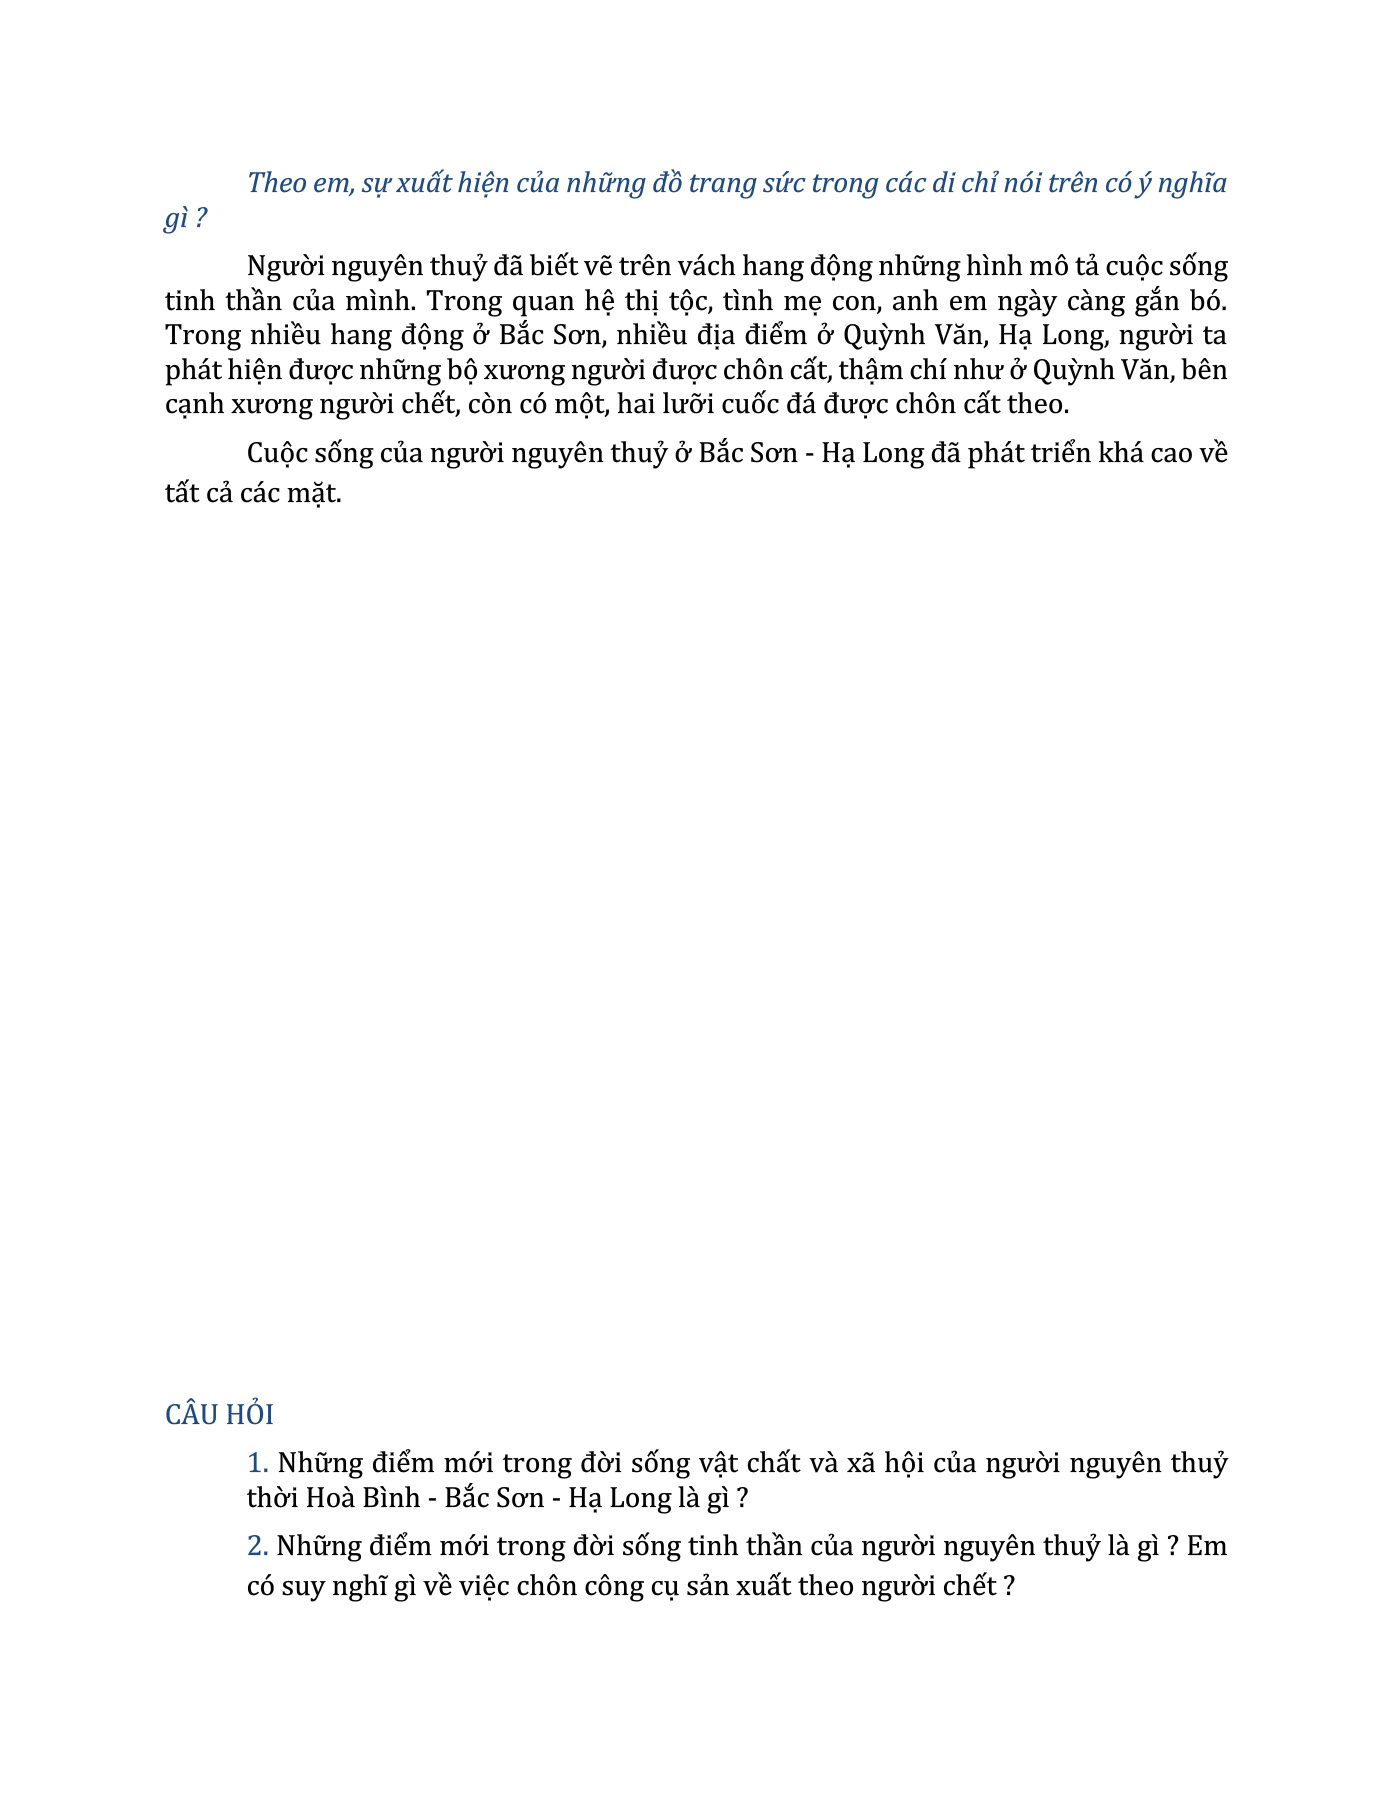 Theo em, sự xuất hiện của những đồ trang sức trong các di chỉ nói trên có ý nghĩa
gì ?
Người nguyên thuỷ đã biết vẽ trên vách hang động những hình mô tả cuộc sống
tinh thần của mình. Trong quan hệ thị tộc, tình mẹ con, anh em ngày càng gắn bó.
Trong nhiều hang động ở Bắc Sơn, nhiều địa điểm ở Quỳnh Văn, Hạ Long, người ta
phát hiện được những bộ xương người được chôn cất, thậm chí như ở Quỳnh Văn, bên
cạnh xương người chết, còn có một, hai lưỡi cuốc đá được chôn cất theo.
Cuộc sống của người nguyên thuỷ ở Bắc Sơn - Hạ Long đã phát triển khá cao về
tất cả các mặt.
CÂU HỎI
1. Những điểm mới trong đời sống vật chất và xã hội của người nguyên thuỷ
thời Hoà Bình - Bắc Sơn - Hạ Long là gì ?
2. Những điểm mới trong đời sống tinh thần của người nguyên thuỷ là gì ? Em
có suy nghĩ gì về việc chôn công cụ sản xuất theo người chết ?